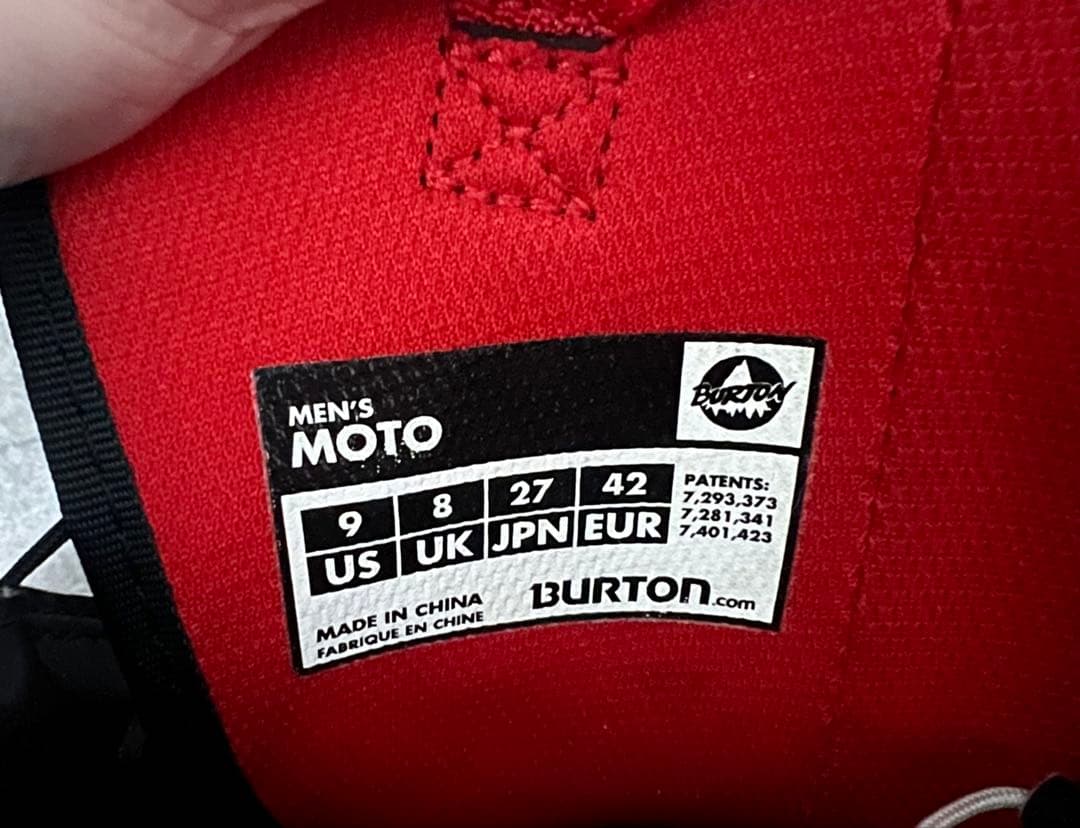 MEN'S
MOTO
BURTON
9 8 27 42
US UK JPN EUR
PATENTS:
7,293,373
7,281,341
7,401,423
MADE IN CHINA
FABRIQUE EN CHINE
BURTON.com